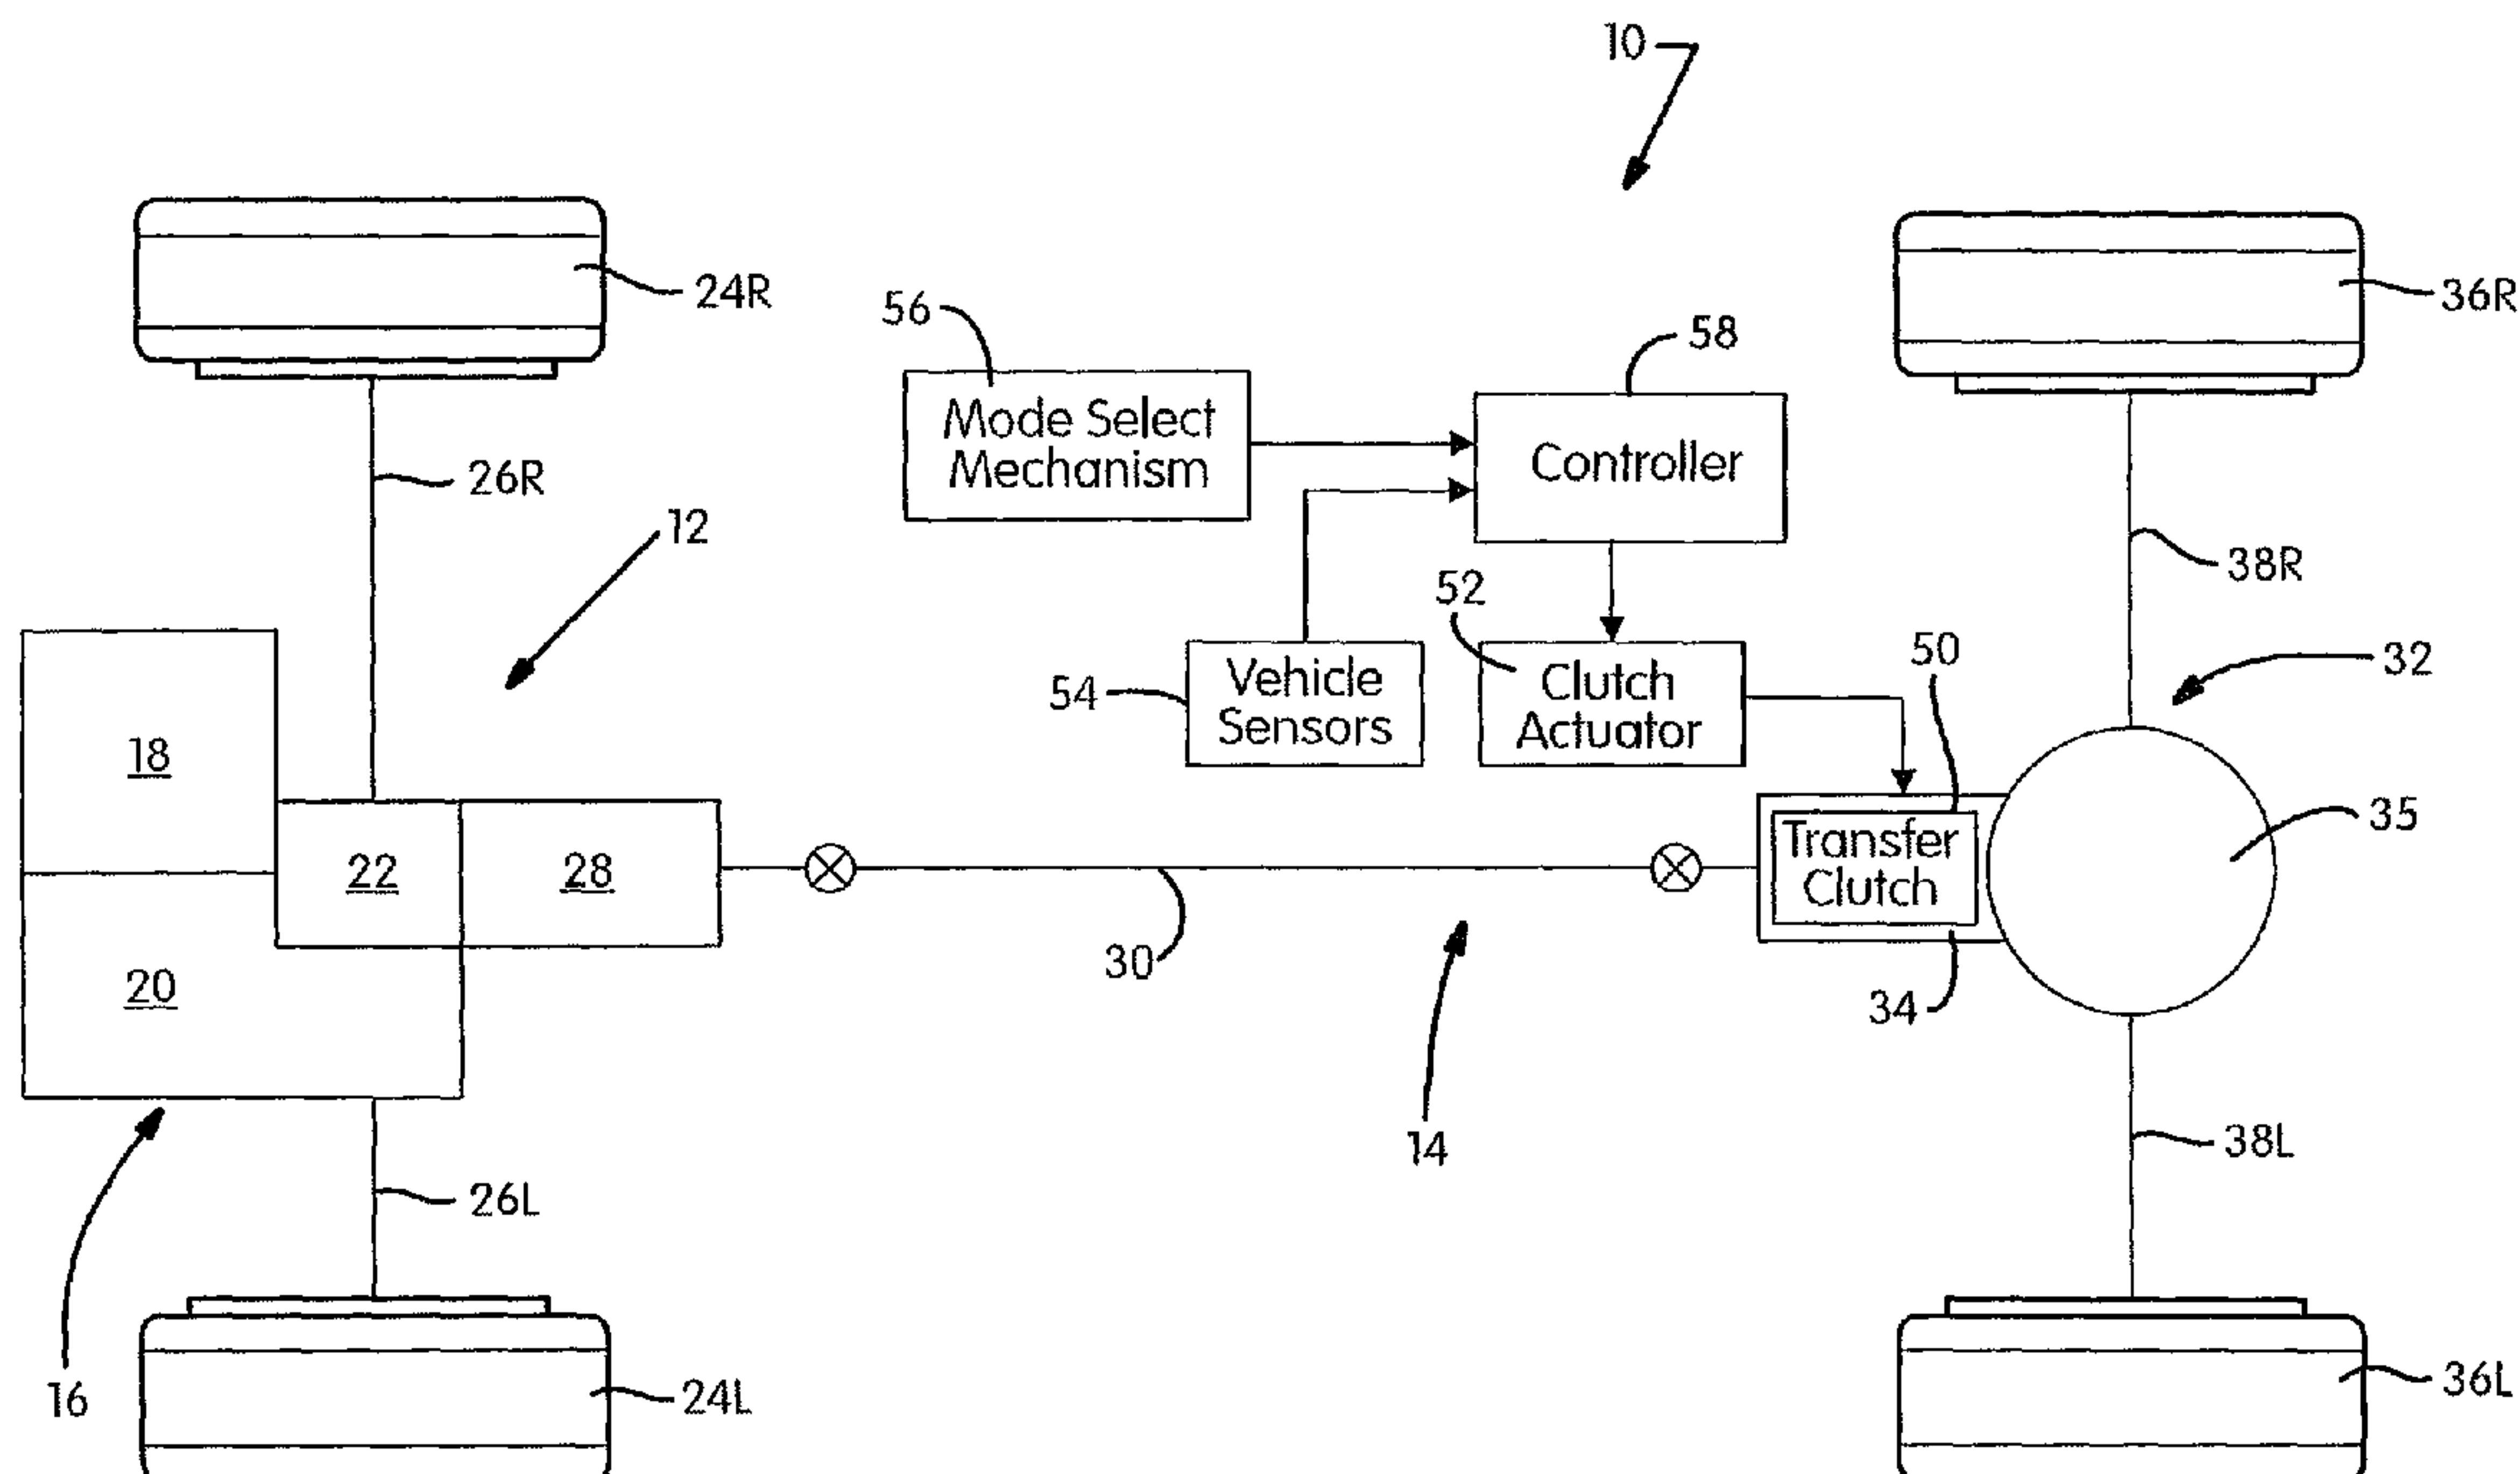 10
24R
36R
56
58
Mode Select
Mechanism
Controller
26R
12
38R
52
50
32
54
Vehicle
Sensors
Clutch
Actuator
18
35
22
28
Transfer
Clutch
20
30
34
14
38L
26L
16
24L
36L